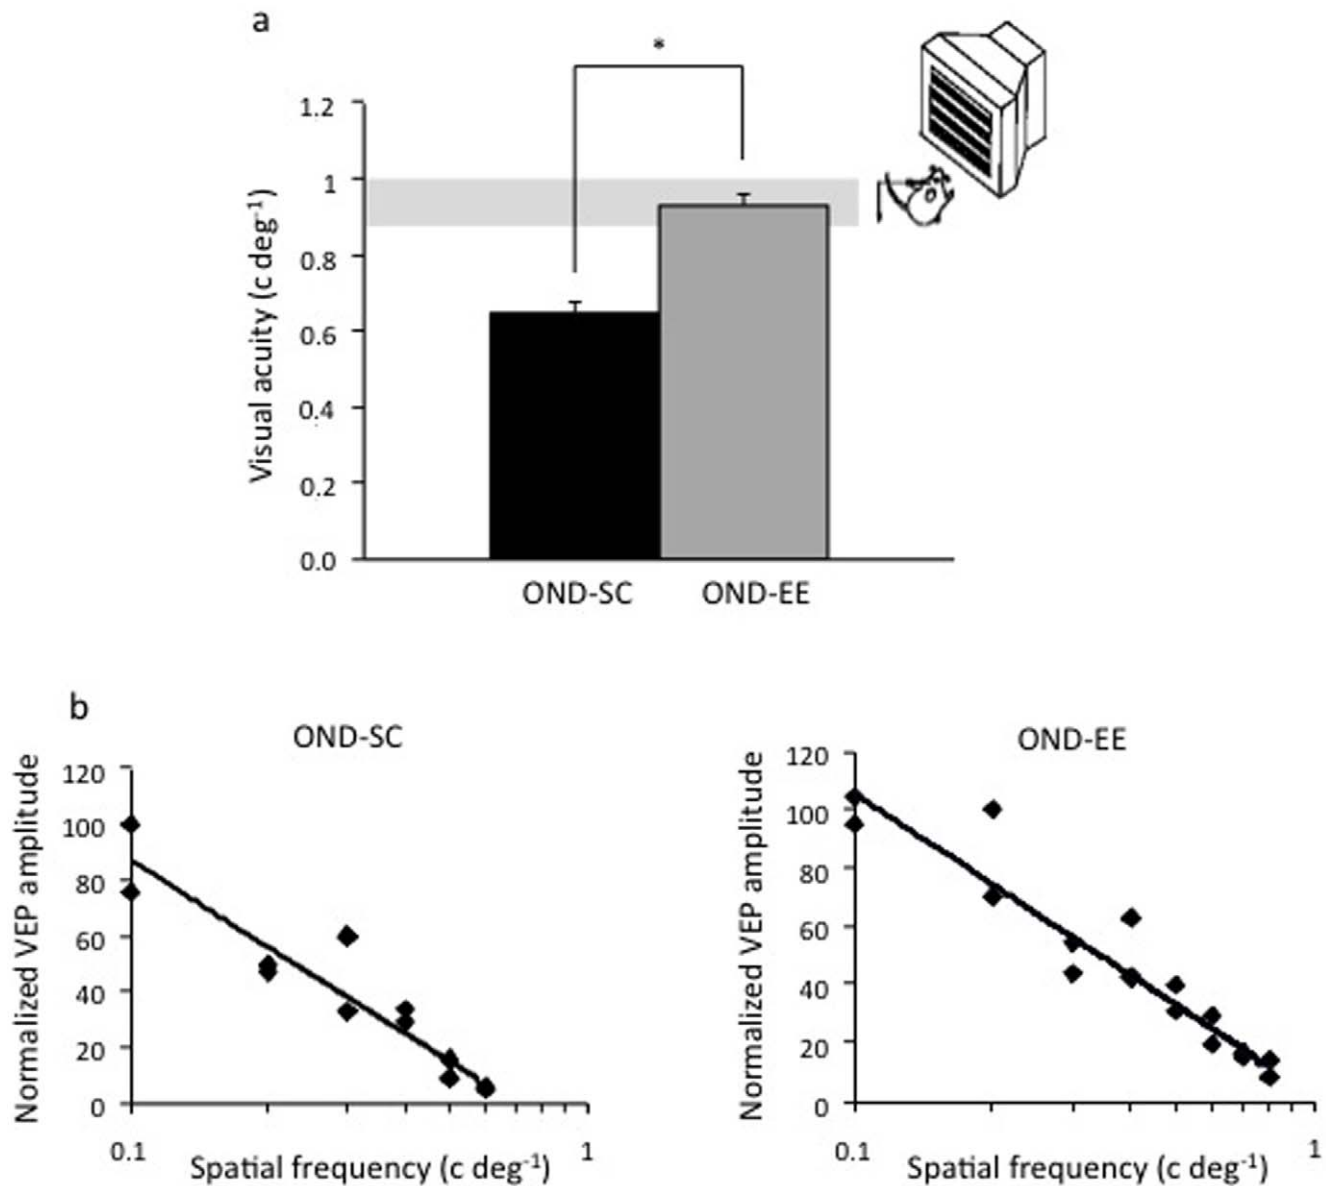 a
*
1.2
1
0.8
0.6
0.4
0.2
0.0
Visual acuity (c deg⁻¹)
OND-SC
OND-EE
b
OND-SC
120
100
80
60
40
20
0
Normalized VEP amplitude
0.1
1
Spatial frequency (c deg⁻¹)
OND-EE
120
100
80
60
40
20
0
Normalized VEP amplitude
0.1
1
Spatial frequency (c deg⁻¹)